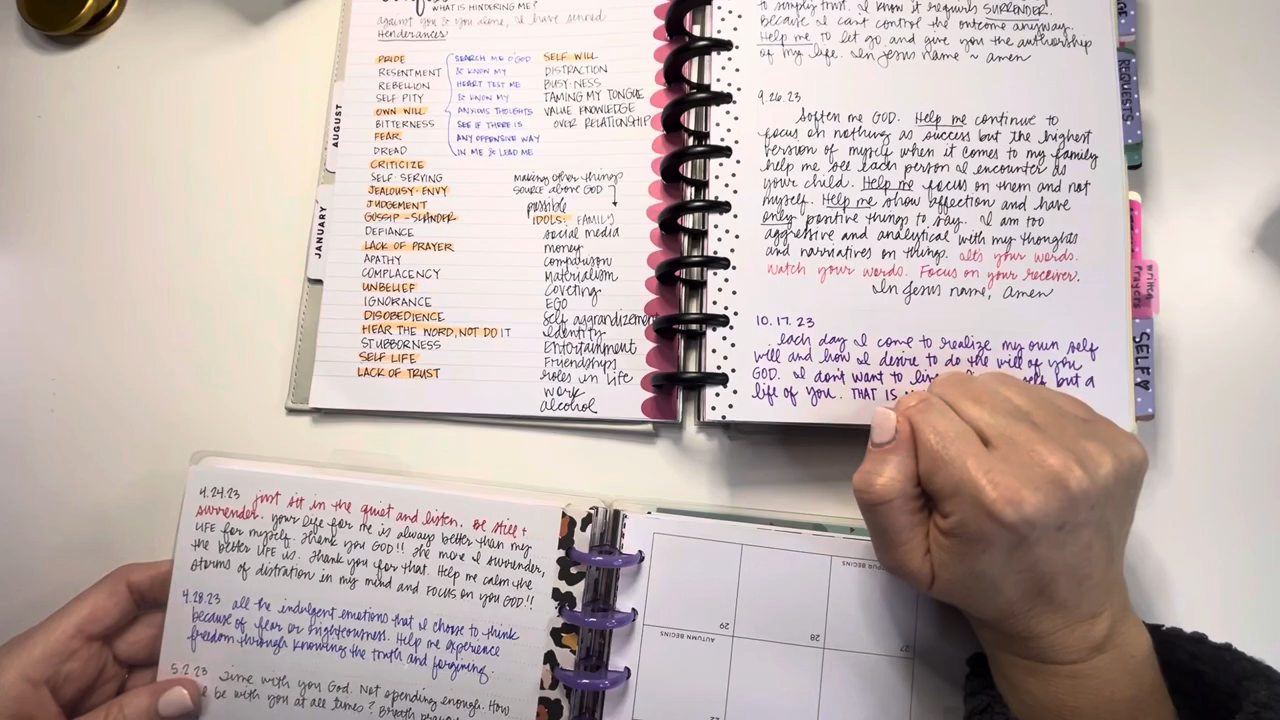 WHAT IS HINDERING ME?
against you & you alone, I have sinned
Henderances
PRIDE
RESENTMENT
REBELLION
SELF PITY
OWN WILL
BITTERNESS
FEAR
DREAD
CRITICIZE
SELF-SERVING
JEALOUSY-ENVY
JUDGEMENT
GOSSIP-SLANDER
DEFIANCE
LACK OF PRAYER
APATHY
COMPLACENCY
UNBELIEF
IGNORANCE
DISOBEDIENCE
HEAR THE WORD, NOT DO IT
STUBBORNESS
SELF LIFE
LACK OF TRUST
SEARCH ME O'GOD
& KNOW MY
HEART TEST ME
& KNOW MY
ANXIOUS THOUGHTS
SEE IF THERE IS
ANY OFFENSIVE WAY
IN ME & LEAD ME
SELF WILL
DISTRACTION
BUSY-NESS
TAMING MY TONGUE
VALUE KNOWLEDGE
OVER RELATIONSHIP
making other things
source above GOD
possible
IDOLS: FAMILY
social media
money
comparison
materialism
coveting
EGO
self aggrandizement
identity
Entertainment
Friendships
roles in life
work
alcohol
AUGUST
JANUARY
to simply trust. I know it requires SURRENDER.
Because I can't control the outcome anyway.
Help me to let go and give you the authorship
of my life. In Jesus name ~ amen
9.26.23
Soften me GOD. Help me continue to
focus on nothing as success but the highest
version of myself when it comes to my family
help me see each person I encounter as
your child. Help me focus on them and not
myself. Help me show affection and have
only positive things to say. I am too
aggressive and analytical with my thoughts
and narratives on things. It's your words.
Watch your words. Focus on your receiver.
In Jesus name, amen
10.17.23
each day I come to realize my own self
will and how I desire to do the will of you
GOD. I don't want to but a
life of you. THAT IS
REQUESTS
written
prayers
SELF
4.24.23 just sit in the quiet and listen. Be still +
surrender. your life for me is always better than my
LIFE for myself. Thank you GOD!! The more I surrender,
the better LIFE is. Thank you for that. Help me calm the
storms of distration in my mind and FOCUS on you GOD!!
4.28.23 all the indulgent emotions that I choose to think
because of fear or righteousness. Help me experience
freedom through knowing the truth and forgiving.
5.2.23 Time with you God. Not spending enough. How
be with you at all times?
BEGINS
29
28
27
AUTUMN BEGINS
22